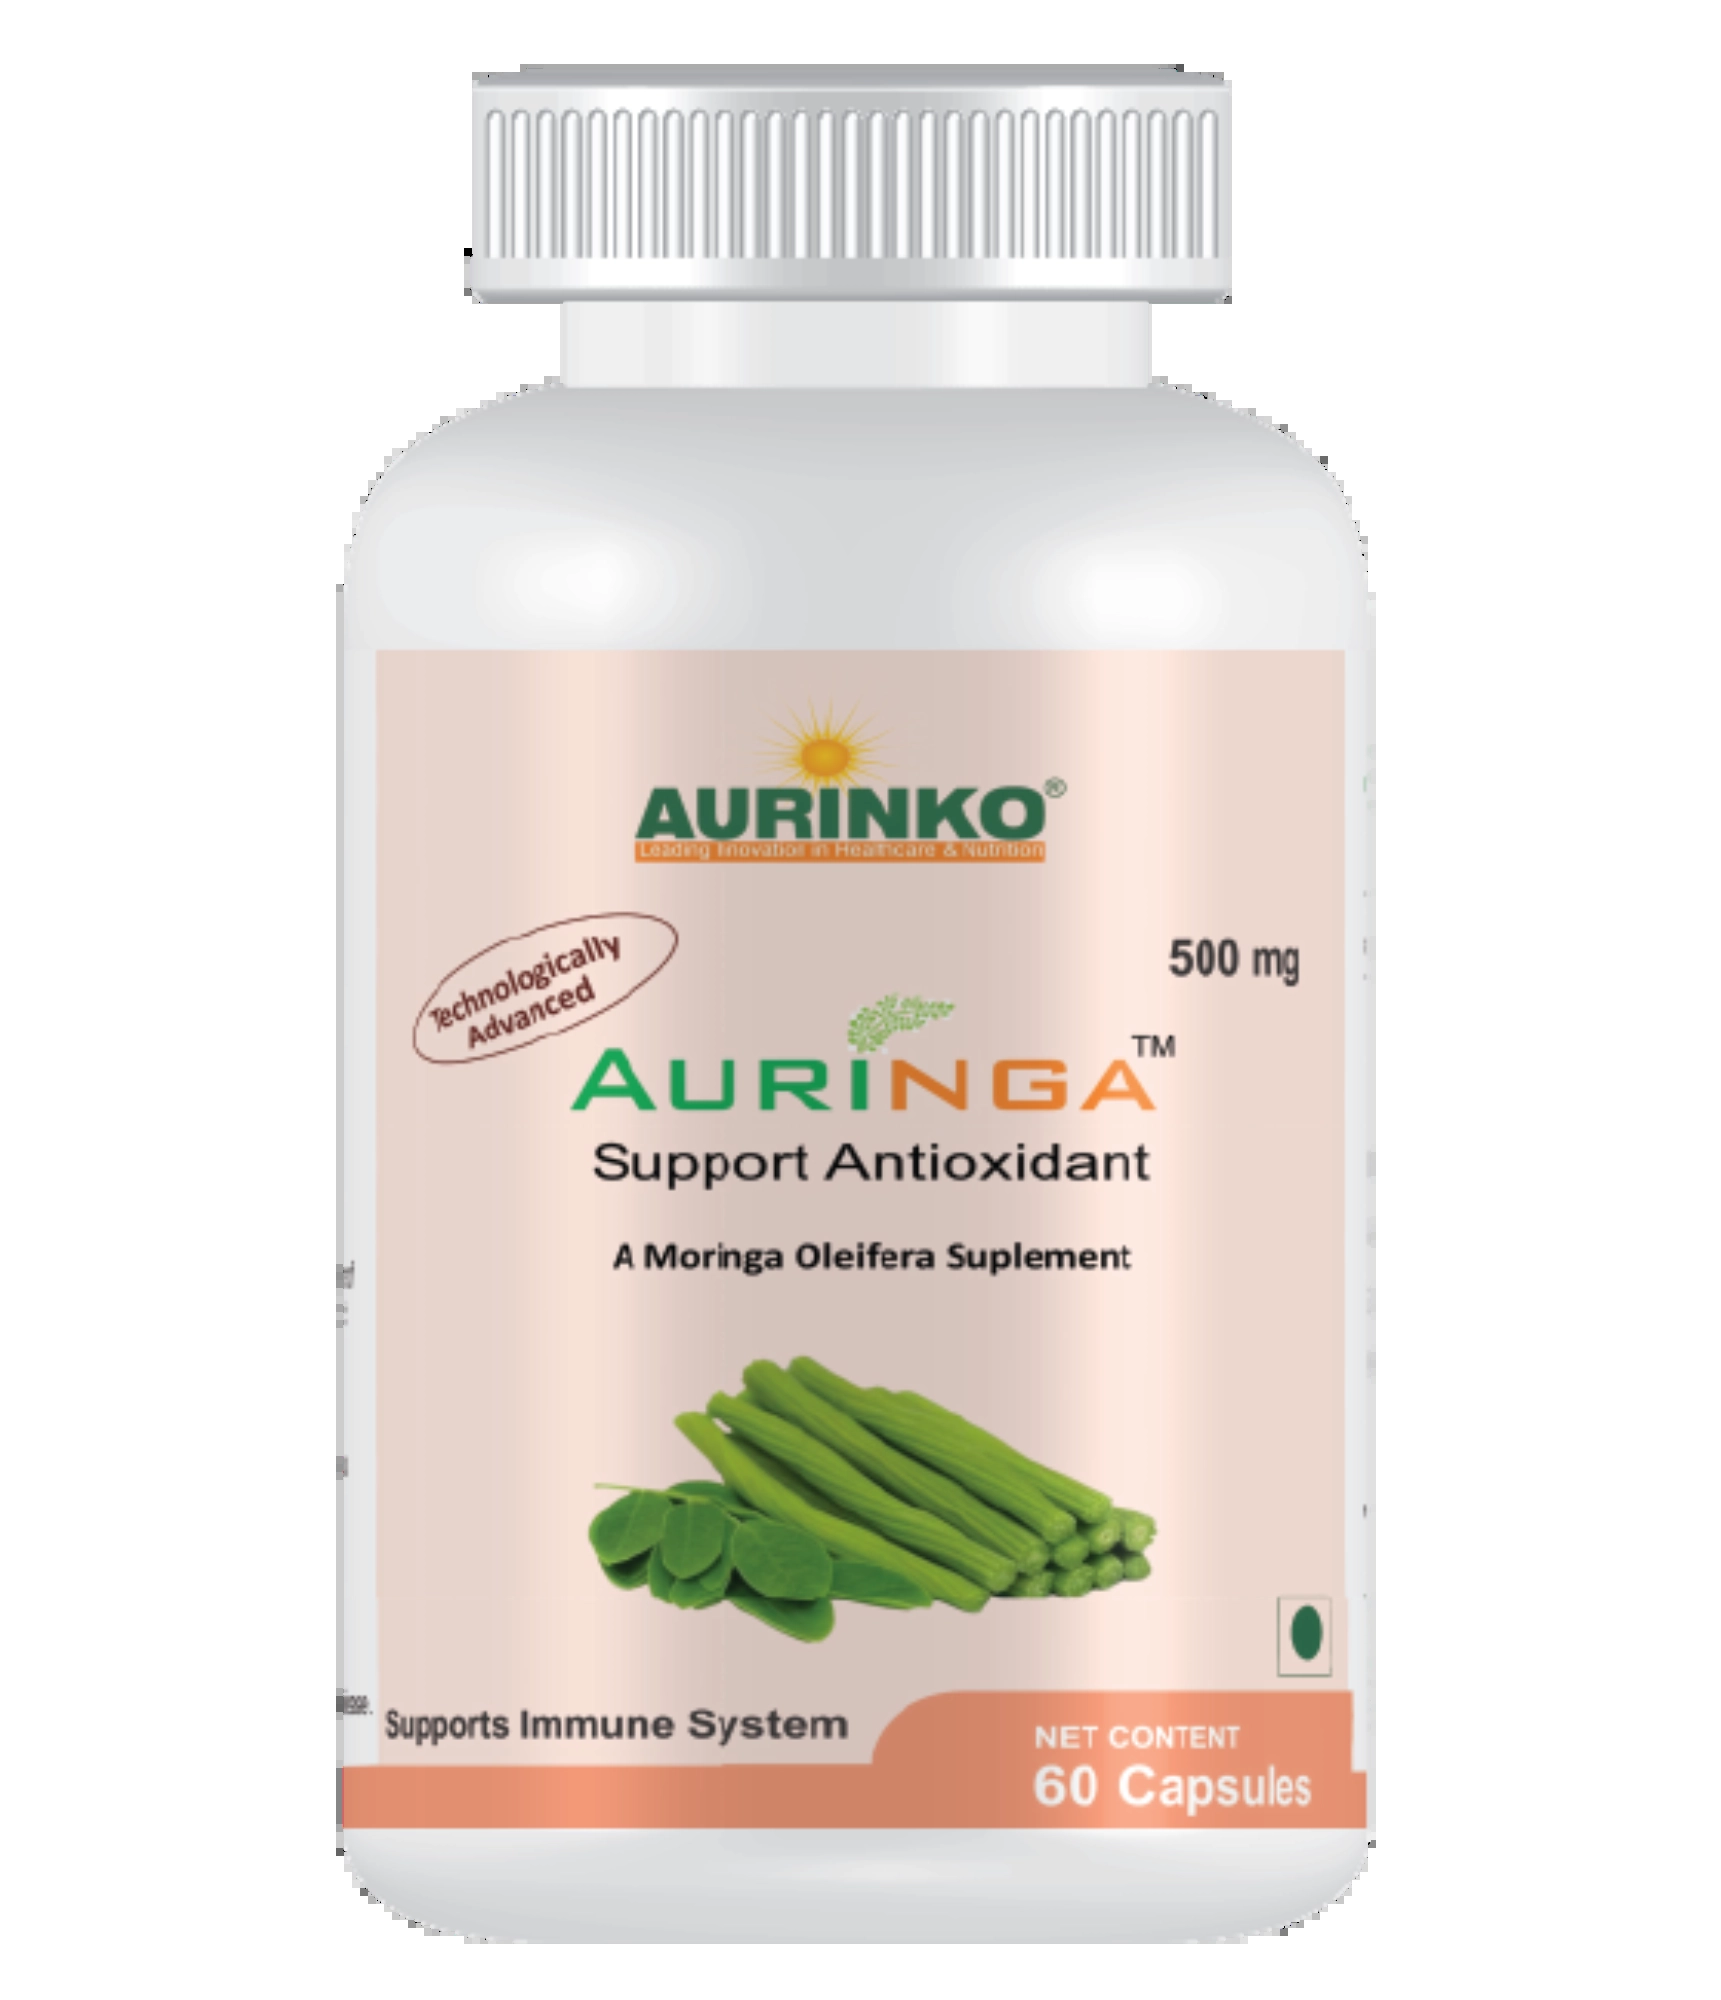 AURINKO®
Leading Innovation in Healthcare & Nutrition
Technologically
Advanced
500 mg
AURINGA™
Support Antioxidant
A Moringa Oleifera Suplement
Supports Immune System
NET CONTENT
60 Capsules